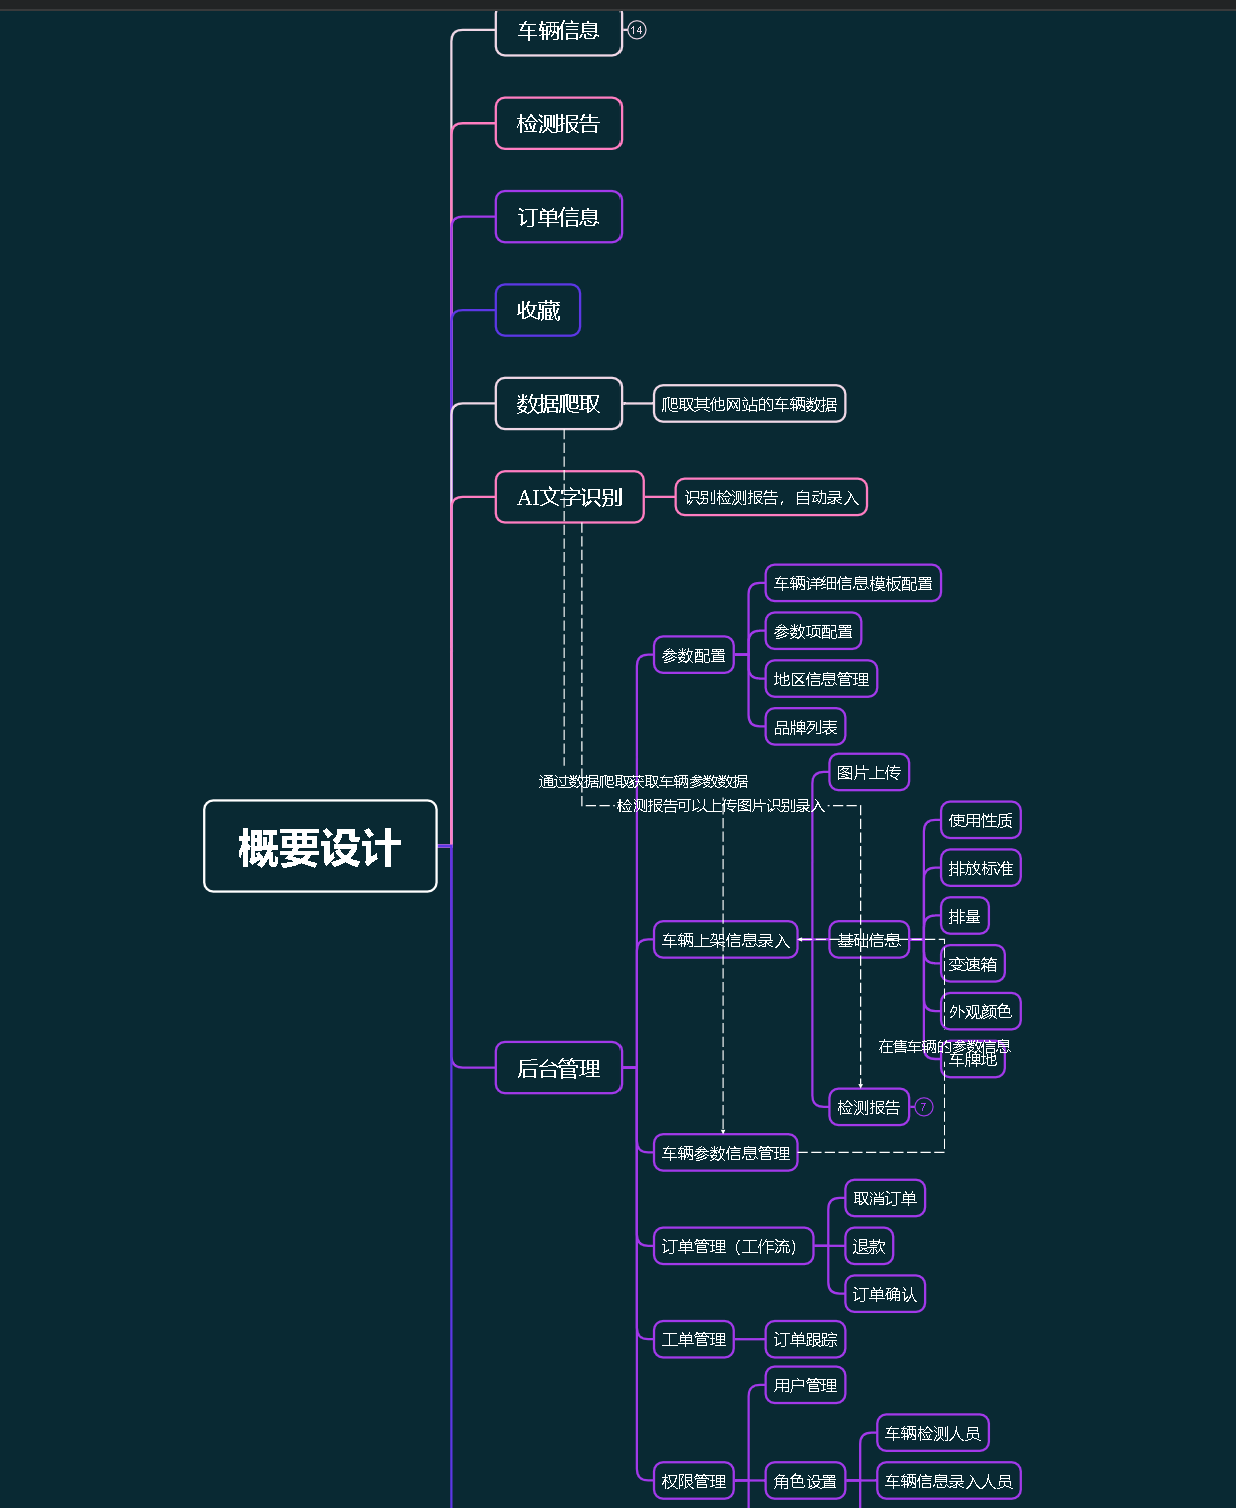 车辆信息
14
检测报告
订单信息
收藏
数据爬取
爬取其他网站的车辆数据
AI文字识别
识别检测报告，自动录入
车辆详细信息模板配置
参数项配置
参数配置
地区信息管理
品牌列表
图片上传
通过数据爬取获取车辆参数数据
检测报告可以上传图片识别录入
使用性质
概要设计
排放标准
排量
车辆上架信息录入
基础信息
变速箱
外观颜色
在售车辆的参数信息
车牌地
后台管理
检测报告
7
车辆参数信息管理
取消订单
订单管理（工作流）
退款
订单确认
工单管理
订单跟踪
用户管理
车辆检测人员
权限管理
角色设置
车辆信息录入人员